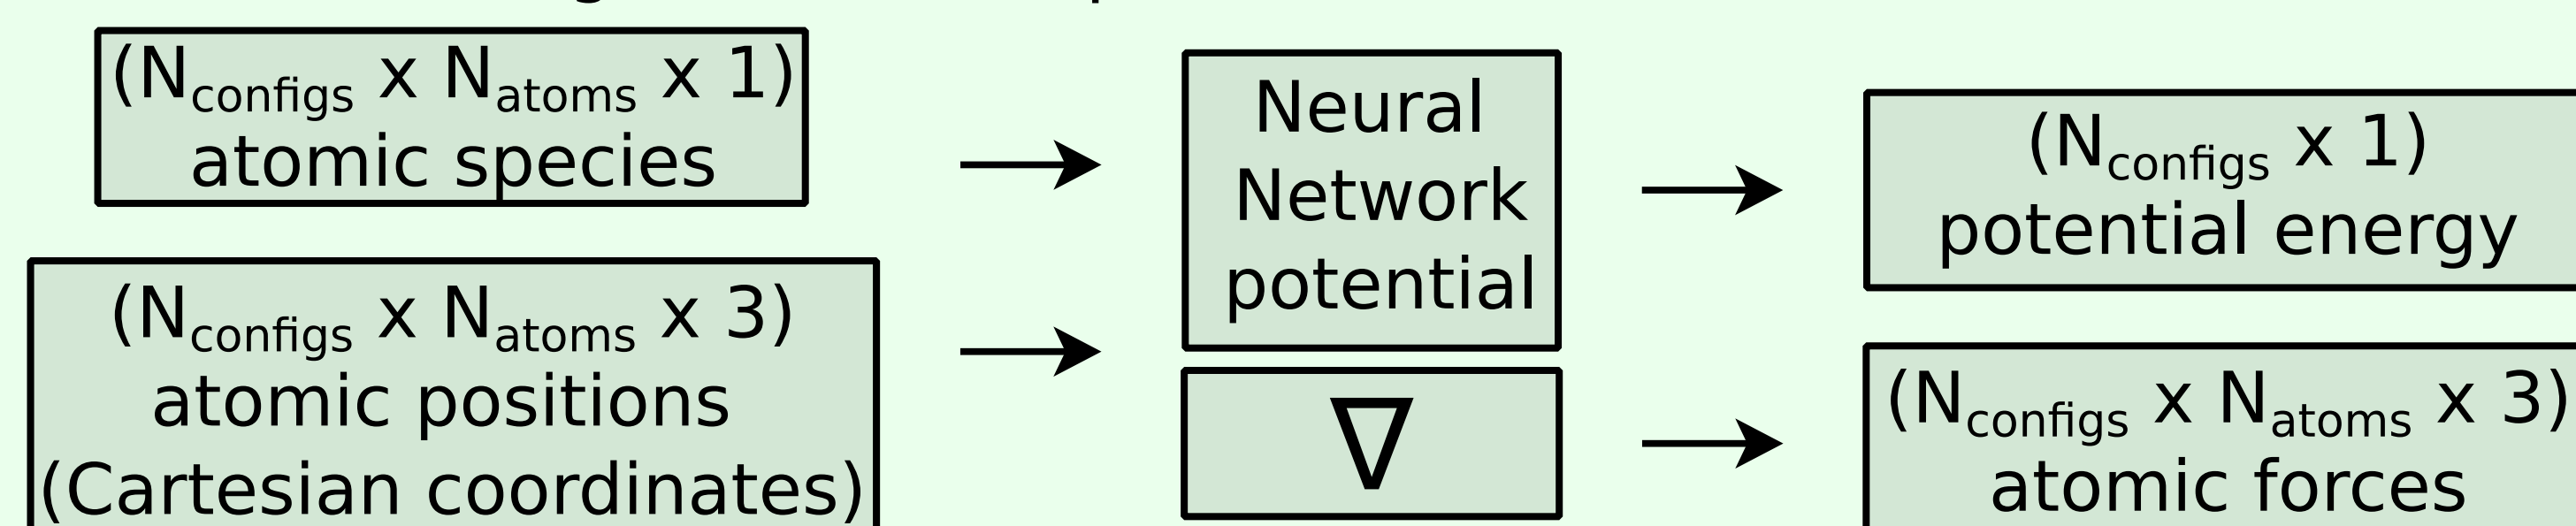 (Nconfigs x Natoms x 1)
atomic species
(Nconfigs x Natoms x 3)
atomic positions
(Cartesian coordinates)
Neural
Network
potential
∇
(Nconfigs x 1)
potential energy
(Nconfigs x Natoms x 3)
atomic forces